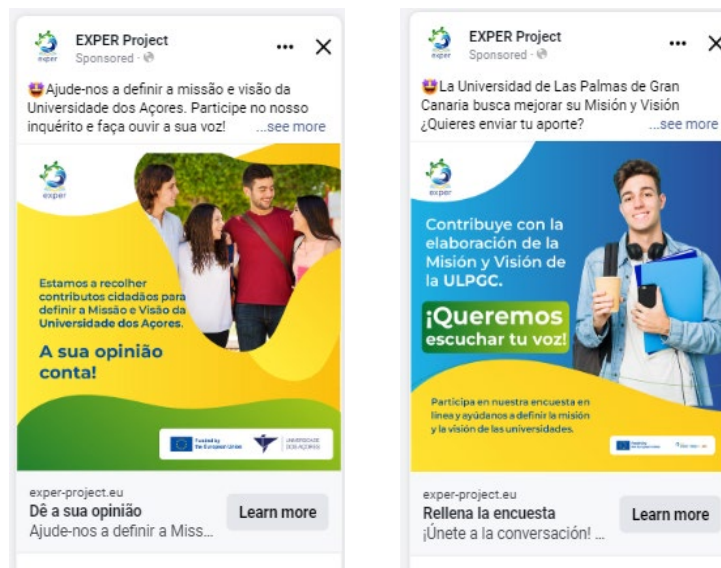 EXPER Project
Sponsored ·
Ajude-nos a definir a missão e visão da
Universidade dos Açores. Participe no nosso
inquérito e faça ouvir a sua voz! ...see more
exper
Estamos a recolher
contributos cidadãos para
definir a Missão e Visão da
Universidade dos Açores.
A sua opinião
conta!
Funded by
the European Union
UNIVERSIDADE
DOS AÇORES
exper-project.eu
Dê a sua opinião
Ajude-nos a definir a Miss...
Learn more
EXPER Project
Sponsored ·
La Universidad de Las Palmas de Gran
Canaria busca mejorar su Misión y Visión
¿Quieres enviar tu aporte? ...see more
exper
Contribuye con la
elaboración de la
Misión y Visión de
la ULPGC.
¡Queremos
escuchar tu voz!
Participa en nuestra encuesta en
línea y ayúdanos a definir la misión
y la visión de las universidades.
exper-project.eu
Rellena la encuesta
¡Únete a la conversación! ...
Learn more